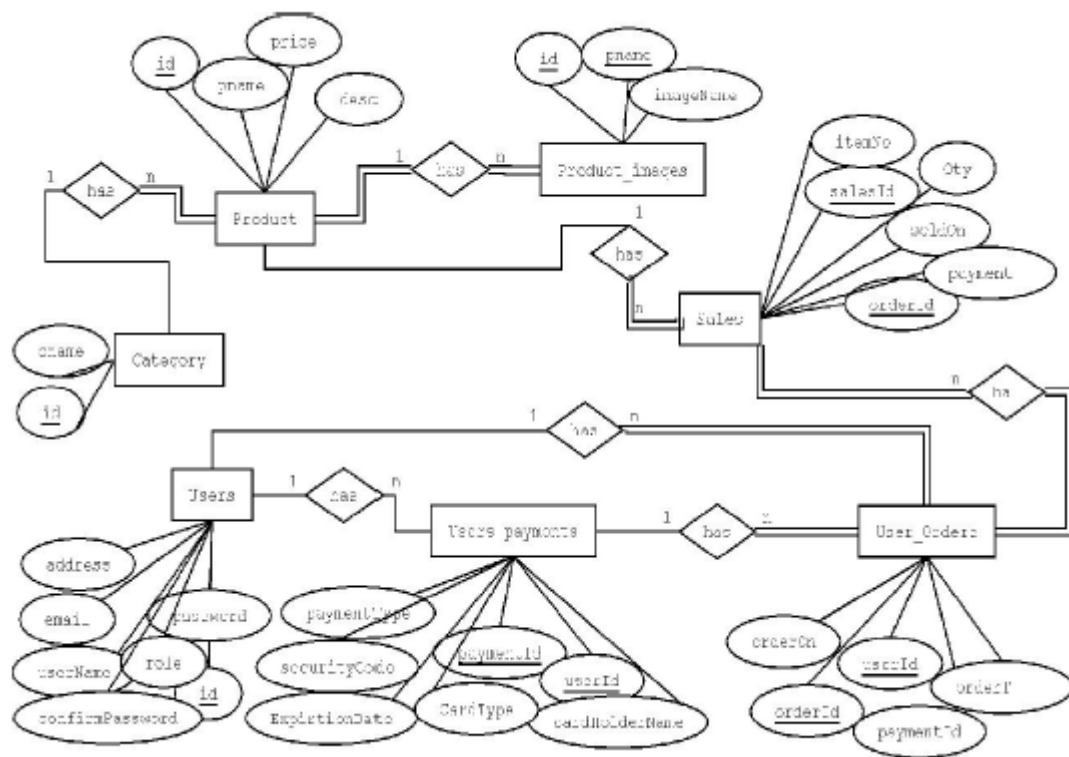 price
id
pname
desc
id
pname
imageName
1
has
n
Product
1
has
n
Product_images
itemNo
salesId
Qty
soldOn
payment
orderId
1
has
n
Sales
cname
id
Category
n
ha
1
has
n
Users
1
has
n
Users payments
1
has
n
User_Orders
address
email
userName
confirmPassword
role
password
id
paymentType
securityCode
ExpirtionDate
paymentId
CardType
userId
cardHolderName
orderOn
orderId
userId
paymentId